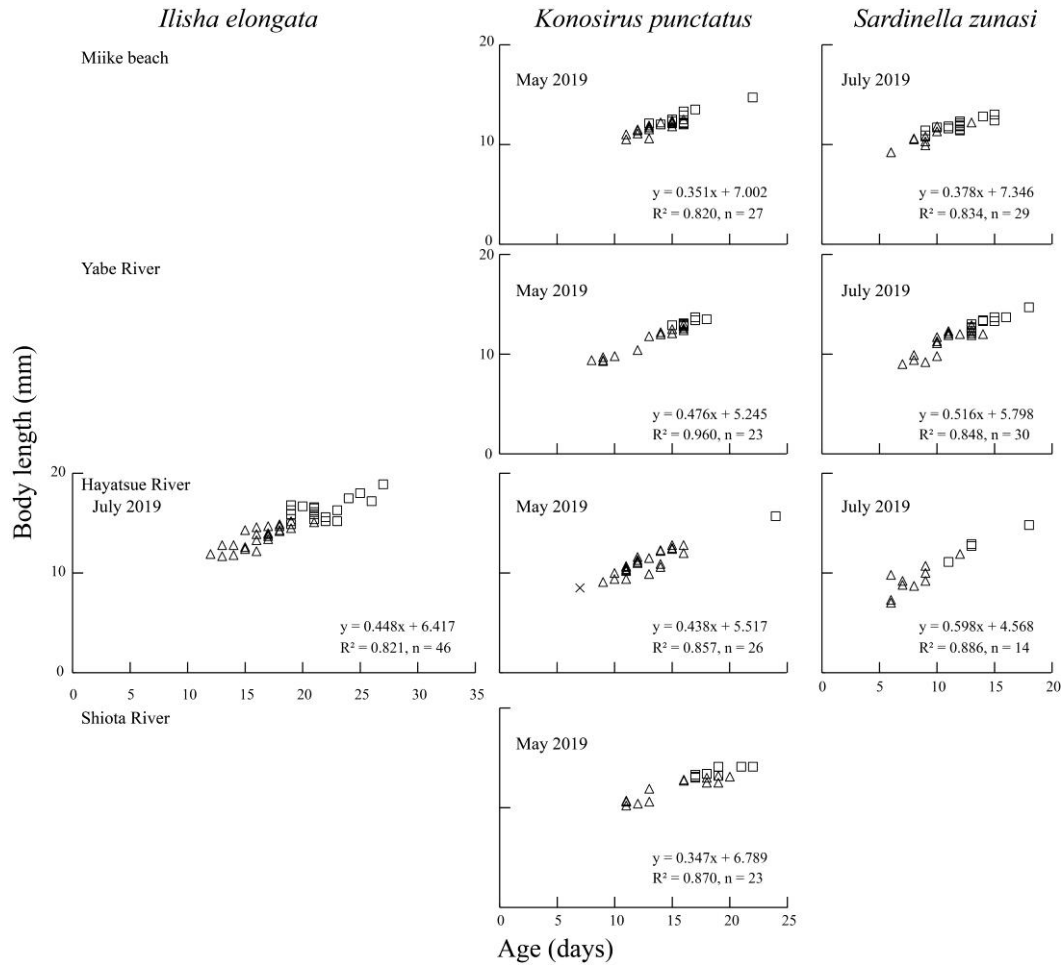 Ilisha elongata
Konosirus punctatus
Sardinella zunasi
Miike beach
20
10
0
May 2019
y = 0.351x + 7.002
R² = 0.820, n = 27
July 2019
y = 0.378x + 7.346
R² = 0.834, n = 29
Yabe River
20
10
0
May 2019
y = 0.476x + 5.245
R² = 0.960, n = 23
July 2019
y = 0.516x + 5.798
R² = 0.848, n = 30
Body length (mm)
Hayatsue River
July 2019
20
10
0
y = 0.448x + 6.417
R² = 0.821, n = 46
0 5 10 15 20 25 30 35
May 2019
y = 0.438x + 5.517
R² = 0.857, n = 26
July 2019
y = 0.598x + 4.568
R² = 0.886, n = 14
0 5 10 15 20
Shiota River
May 2019
y = 0.347x + 6.789
R² = 0.870, n = 23
0 5 10 15 20 25
Age (days)